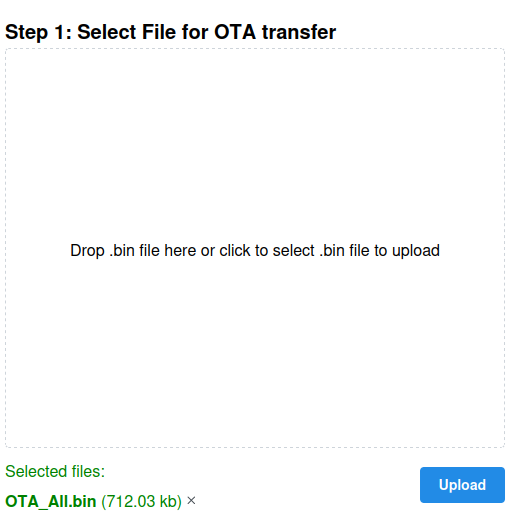 Step 1: Select File for OTA transfer
Drop .bin file here or click to select .bin file to upload
Selected files:
OTA_All.bin (712.03 kb) ×
Upload